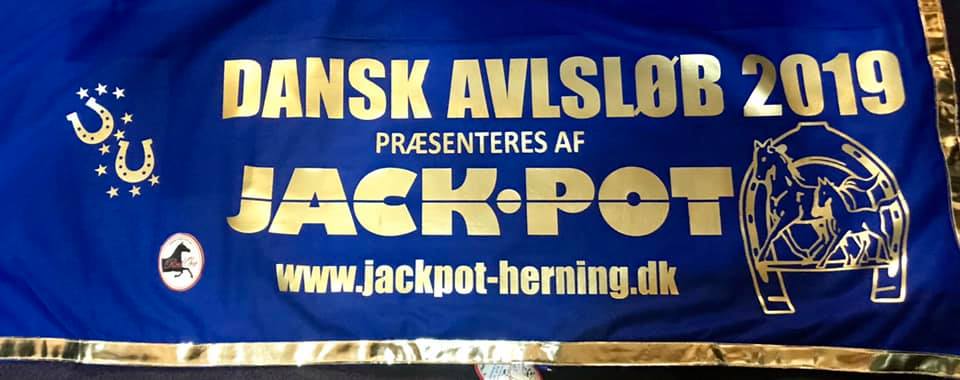 DANSK AVLSLØB 2019
PRÆSENTERES AF
JACK·POT
www.jackpot-herning.dk